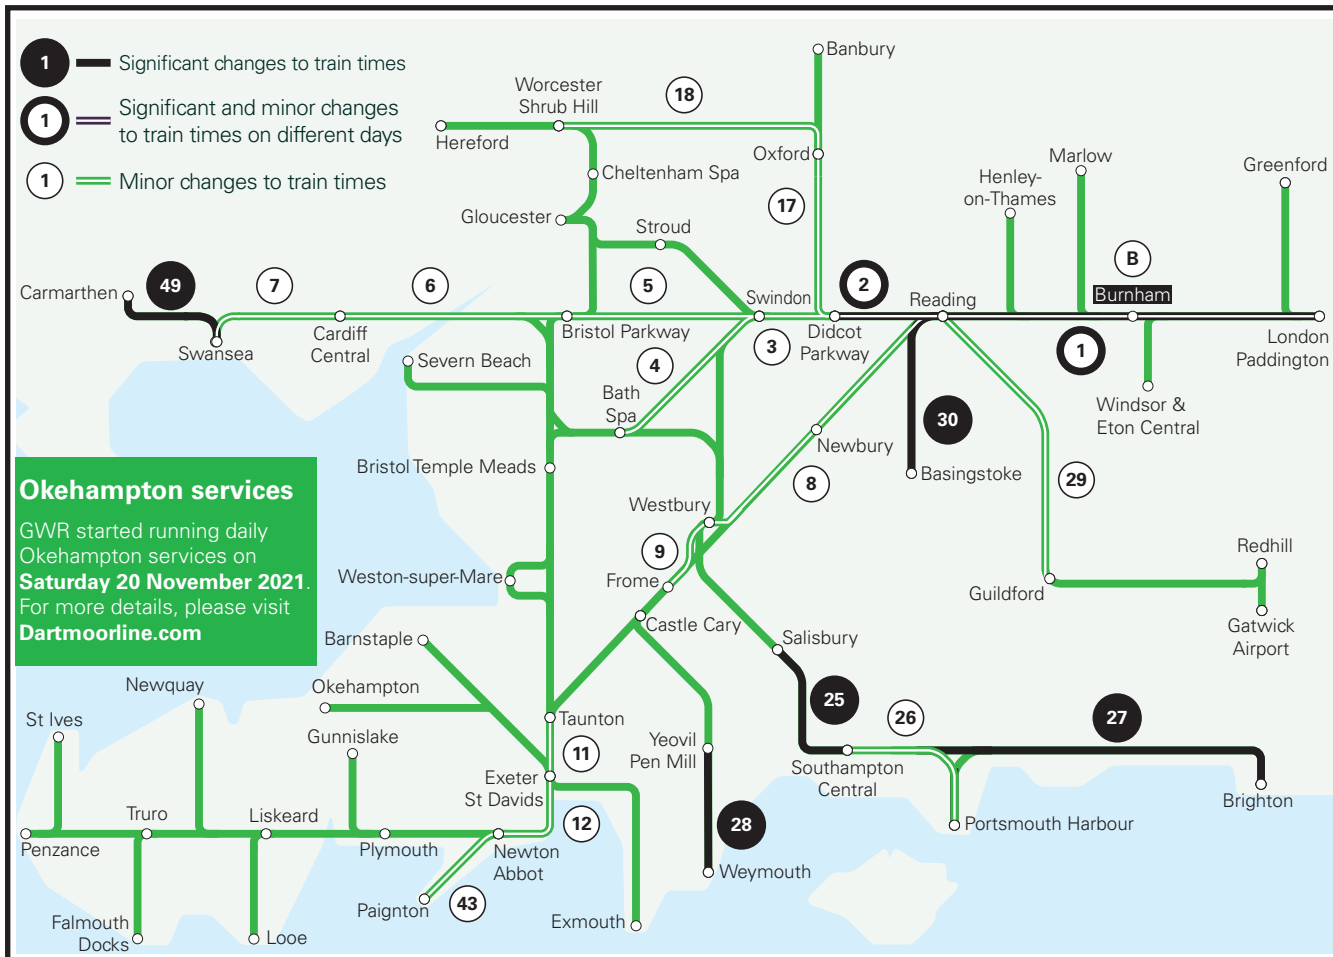 1 Significant changes to train times
1 Significant and minor changes
to train times on different days
1 Minor changes to train times
Banbury
Worcester
Shrub Hill
18
Hereford
Oxford
Cheltenham Spa
17
Gloucester
Stroud
Marlow
Henley-
on-Thames
Greenford
B
Burnham
Carmarthen
49
7
6
5
Swindon
2
Reading
Swansea
Cardiff
Central
Bristol Parkway
3
Didcot
Parkway
1
London
Paddington
Severn Beach
4
Bath
Spa
Windsor &
Eton Central
30
Newbury
Bristol Temple Meads
Basingstoke
8
29
Okehampton services
GWR started running daily
Okehampton services on
Saturday 20 November 2021.
For more details, please visit
Dartmoorline.com
Westbury
9
Weston-super-Mare
Frome
Redhill
Guildford
Castle Cary
Gatwick
Airport
Barnstaple
Salisbury
Newquay
Okehampton
St Ives
Gunnislake
Taunton
11
Yeovil
Pen Mill
25
26
27
Southampton
Central
Exeter
St Davids
Brighton
Truro
Liskeard
12
28
Portsmouth Harbour
Penzance
Plymouth
Newton
Abbot
Weymouth
Paignton
43
Falmouth
Docks
Looe
Exmouth